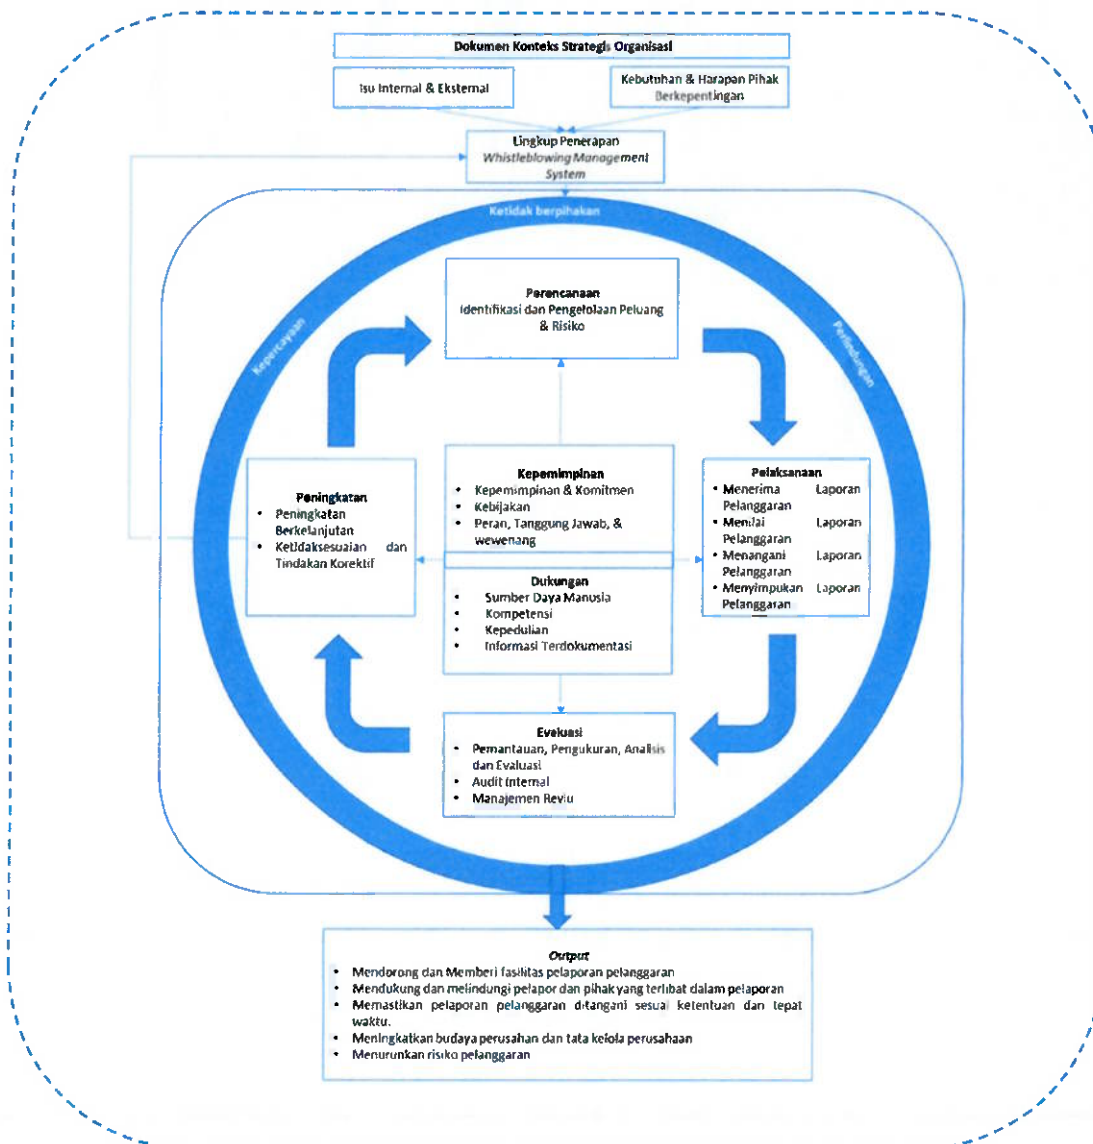 Dokumen Konteks Strategis Organisasi
Isu Internal & Eksternal
Kebutuhan & Harapan Pihak
Berkepentingan
Lingkup Penerapan
Whistleblowing Management
System
Ketidak berpihakan
Kepercayaan
Perlindungan
Perencanaan
Identifikasi dan Pengelolaan Peluang
& Risiko
Peningkatan
• Peningkatan
Berkelanjutan
• Ketidaksesuaian dan
Tindakan Korektif
Kepemimpinan
• Kepemimpinan & Komitmen
• Kebijakan
• Peran, Tanggung Jawab, &
wewenang
Dukungan
• Sumber Daya Manusia
• Kompetensi
• Kepedulian
• Informasi Terdokumentasi
Pelaksanaan
• Menerima Laporan
Pelanggaran
• Menilai Laporan
Pelanggaran
• Menangani Laporan
Pelanggaran
• Menyimpukan Laporan
Pelanggaran
Evaluasi
• Pemantauan, Pengukuran, Analisis
dan Evaluasi
• Audit Internal
• Manajemen Reviu
Output
• Mendorong dan Memberi fasilitas pelaporan pelanggaran
• Mendukung dan melindungi pelapor dan pihak yang terlibat dalam pelaporan
• Memastikan pelaporan pelanggaran ditangani sesuai ketentuan dan tepat
waktu.
• Meningkatkan budaya perusahan dan tata kelola perusahaan
• Menurunkan risiko pelanggaran